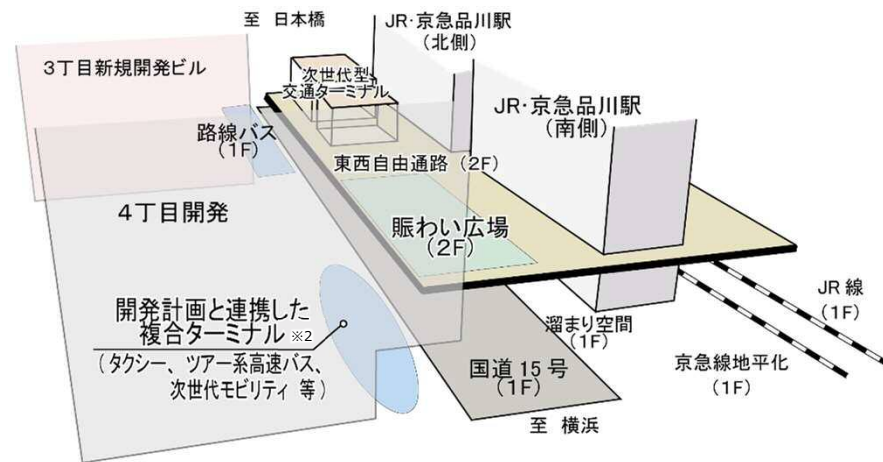 至 日本橋
JR・京急品川駅
(北側)
3丁目新規開発ビル
次世代型
交通ターミナル
JR・京急品川駅
(南側)
路線バス
(1F)
東西自由通路 (2F)
4丁目開発
賑わい広場
(2F)
開発計画と連携した
複合ターミナル ※2
(タクシー、ツアー系高速バス、
次世代モビリティ 等)
溜まり空間
(1F)
JR 線
(1F)
国道 15 号
(1F)
京急線地平化
(1F)
至 横浜